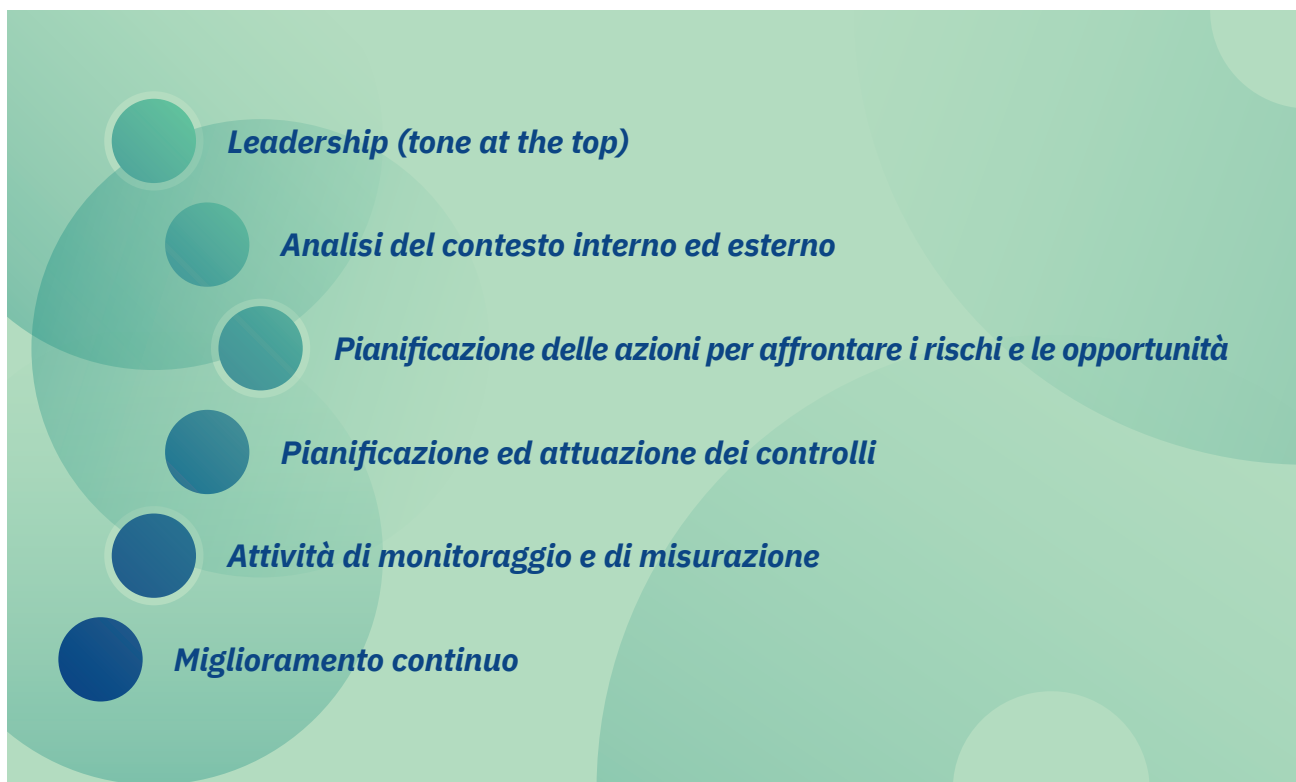 Leadership (tone at the top)
Analisi del contesto interno ed esterno
Pianificazione delle azioni per affrontare i rischi e le opportunità
Pianificazione ed attuazione dei controlli
Attività di monitoraggio e di misurazione
Miglioramento continuo